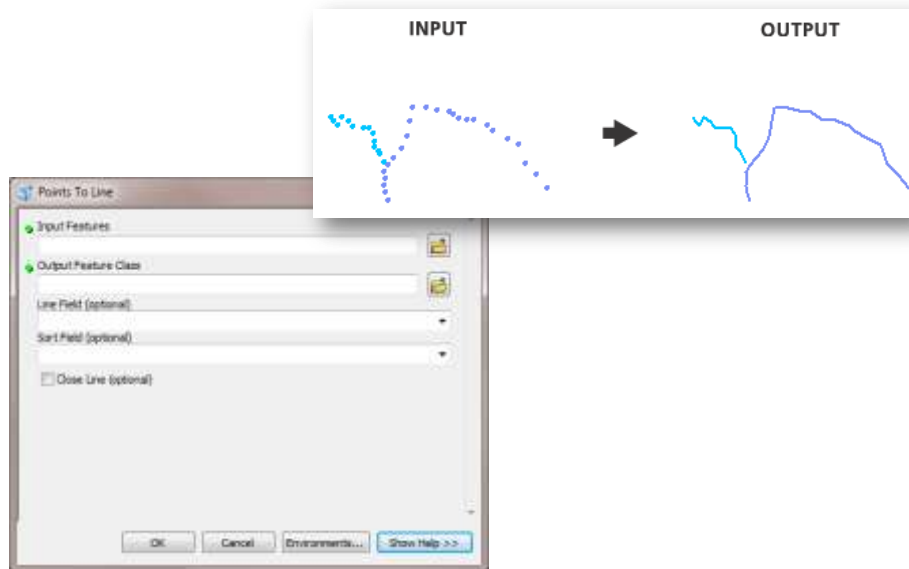 INPUT
OUTPUT
Points To Line
Input Features
Output Feature Class
Line Field (optional)
Sort Field (optional)
Close Line (optional)
OK
Cancel
Environments...
Show Help >>